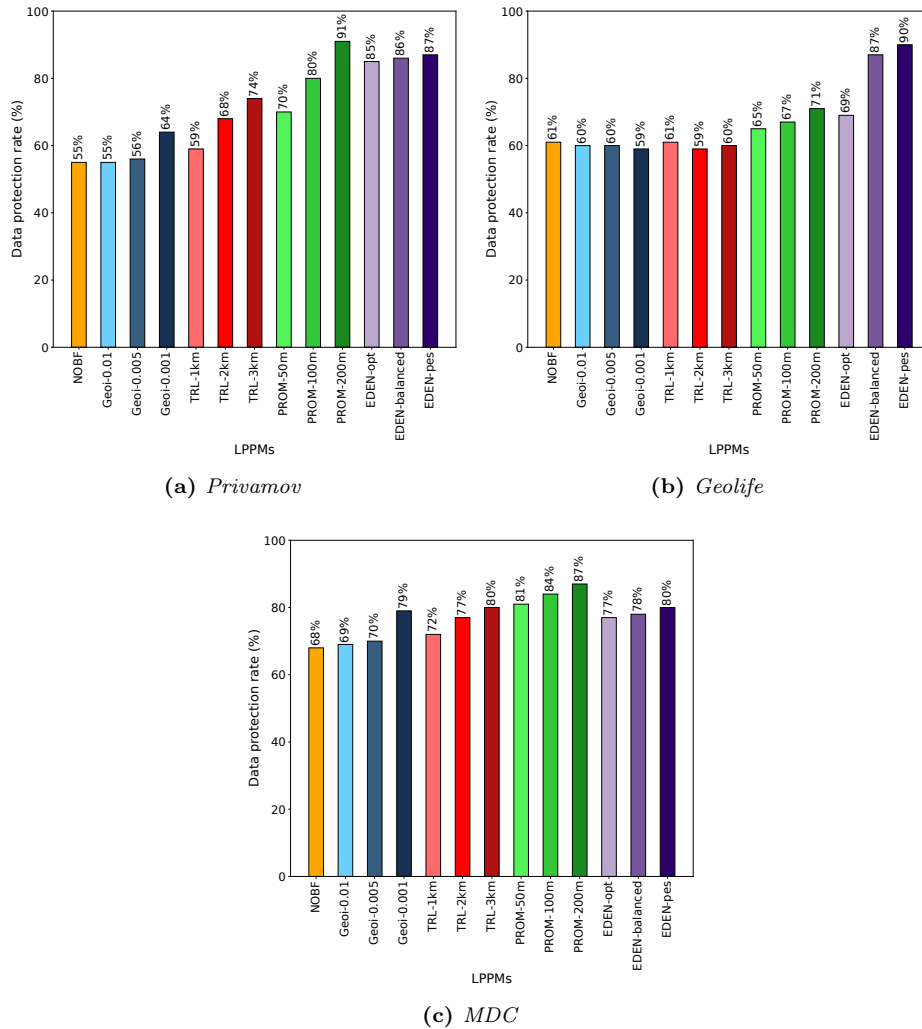 100
80
60
40
20
0
Data protection rate (%)
55%
55%
56%
64%
59%
68%
74%
70%
80%
91%
85%
86%
87%
NOBF
Geoi-0.01
Geoi-0.005
Geoi-0.001
TRL-1km
TRL-2km
TRL-3km
PROM-50m
PROM-100m
PROM-200m
EDEN-opt
EDEN-balanced
EDEN-pes
LPPMs
(a) Privamov
100
80
60
40
20
0
Data protection rate (%)
61%
60%
60%
59%
61%
59%
60%
65%
67%
71%
69%
87%
90%
NOBF
Geoi-0.01
Geoi-0.005
Geoi-0.001
TRL-1km
TRL-2km
TRL-3km
PROM-50m
PROM-100m
PROM-200m
EDEN-opt
EDEN-balanced
EDEN-pes
LPPMs
(b) Geolife
100
80
60
40
20
0
Data protection rate (%)
68%
69%
70%
79%
72%
77%
80%
81%
84%
87%
77%
78%
80%
NOBF
Geoi-0.01
Geoi-0.005
Geoi-0.001
TRL-1km
TRL-2km
TRL-3km
PROM-50m
PROM-100m
PROM-200m
EDEN-opt
EDEN-balanced
EDEN-pes
LPPMs
(c) MDC